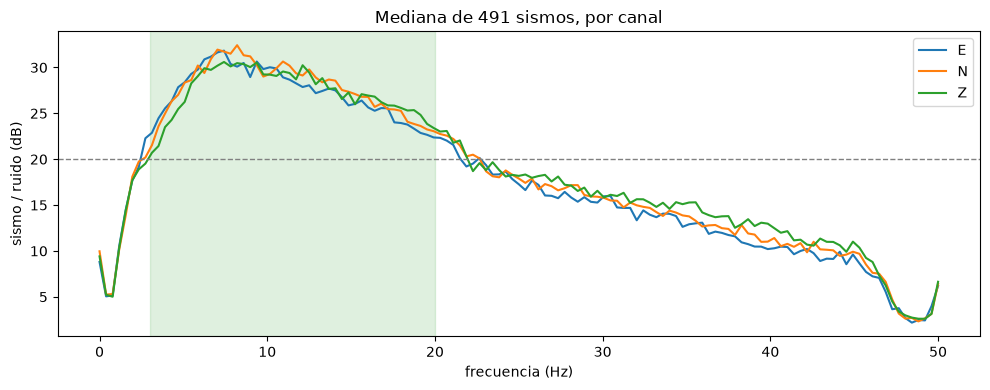 Mediana de 491 sismos, por canal
sismo / ruido (dB)
30
25
20
15
10
5
E
N
Z
0 10 20 30 40 50
frecuencia (Hz)